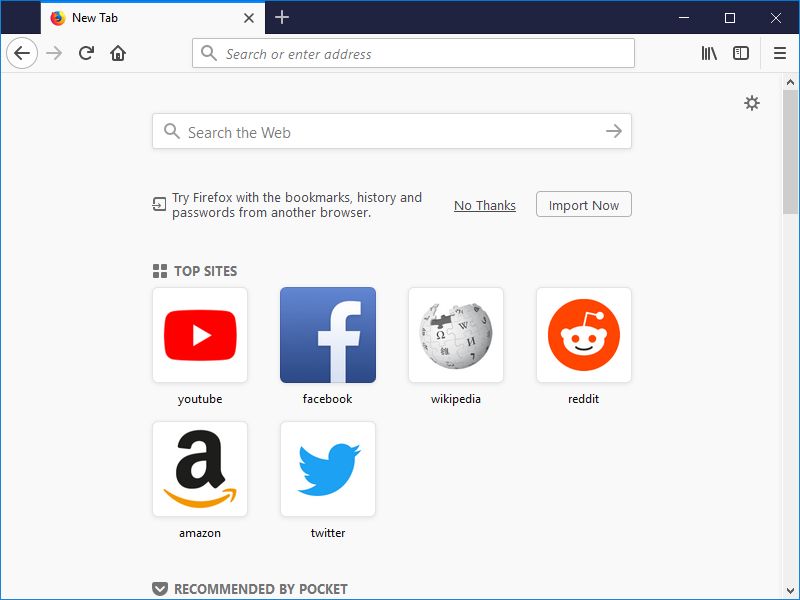 New Tab
Search or enter address
Search the Web
Try Firefox with the bookmarks, history and
passwords from another browser.
No Thanks
Import Now
TOP SITES
youtube
facebook
wikipedia
reddit
amazon
twitter
RECOMMENDED BY POCKET